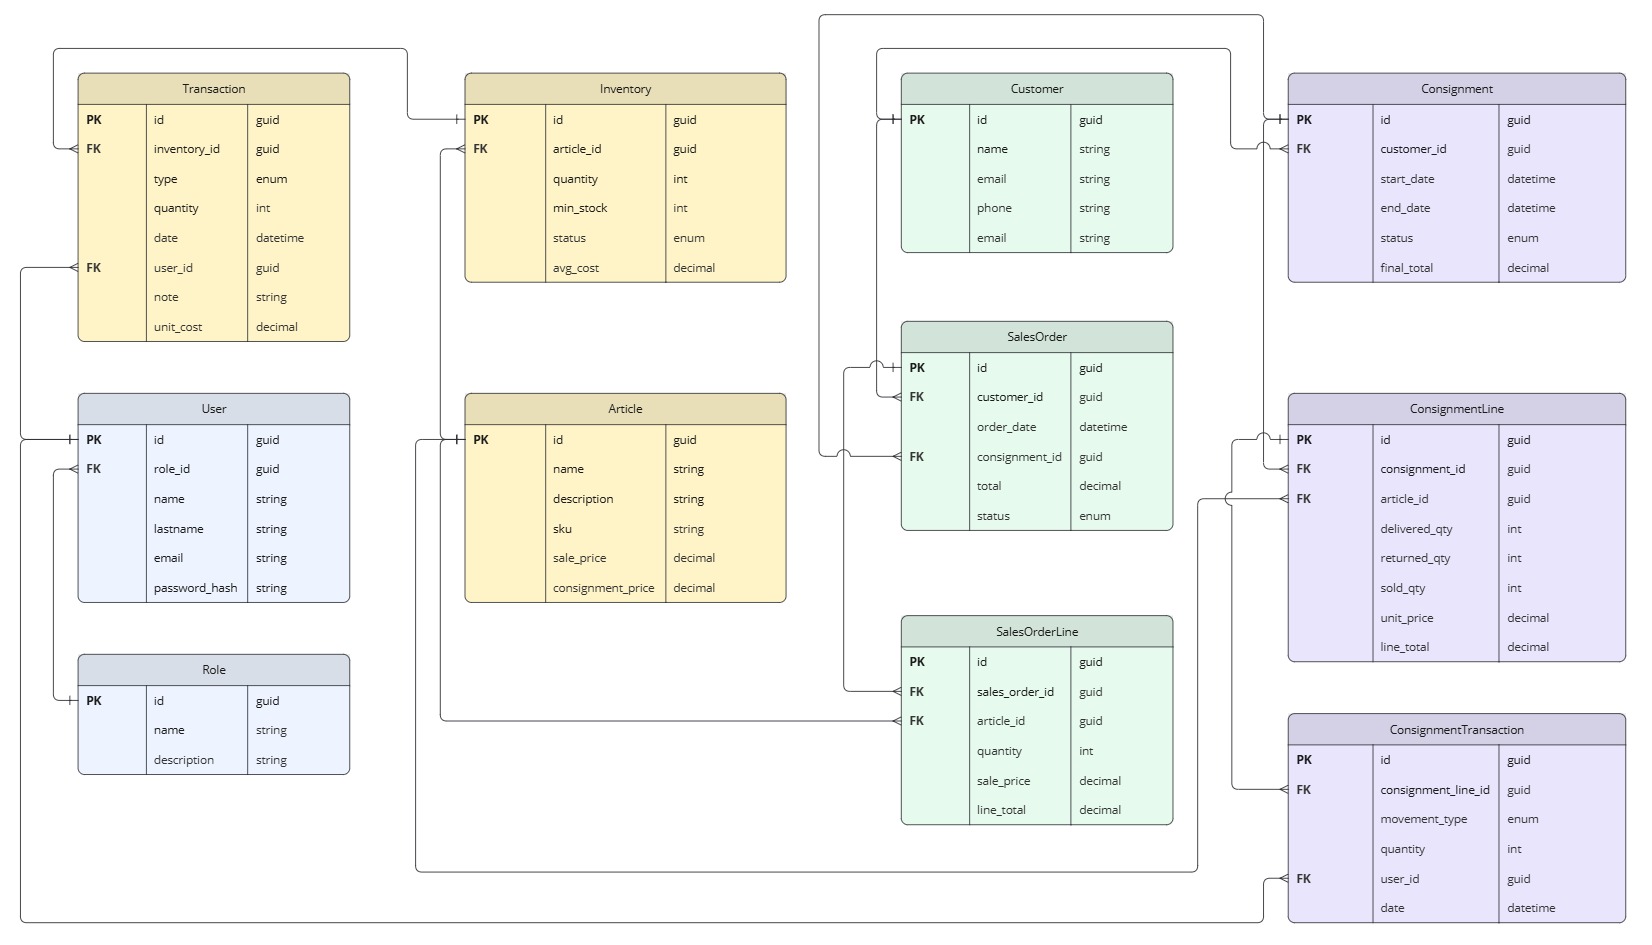 Transaction
PK id guid
FK inventory_id guid
type enum
quantity int
date datetime
FK user_id guid
note string
unit_cost decimal
Inventory
PK id guid
FK article_id guid
quantity int
min_stock int
status enum
avg_cost decimal
Customer
PK id guid
name string
email string
phone string
email string
Consignment
PK id guid
FK customer_id guid
start_date datetime
end_date datetime
status enum
final_total decimal
User
PK id guid
FK role_id guid
name string
lastname string
email string
password_hash string
Article
PK id guid
name string
description string
sku string
sale_price decimal
consignment_price decimal
SalesOrder
PK id guid
FK customer_id guid
order_date datetime
FK consignment_id guid
total decimal
status enum
ConsignmentLine
PK id guid
FK consignment_id guid
FK article_id guid
delivered_qty int
returned_qty int
sold_qty int
unit_price decimal
line_total decimal
Role
PK id guid
name string
description string
SalesOrderLine
PK id guid
FK sales_order_id guid
FK article_id guid
quantity int
sale_price decimal
line_total decimal
ConsignmentTransaction
PK id guid
FK consignment_line_id guid
movement_type enum
quantity int
FK user_id guid
date datetime